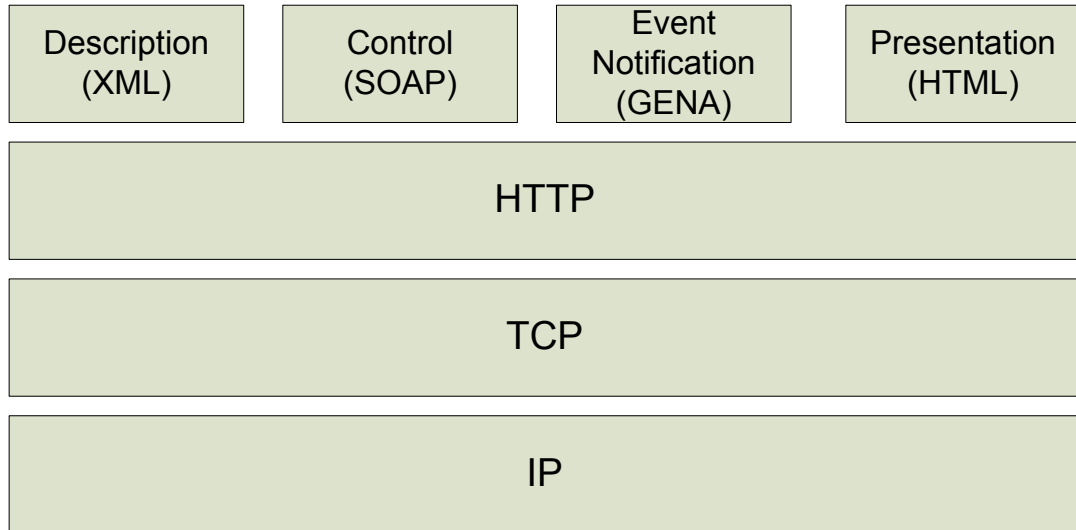 Description
(XML)
Control
(SOAP)
Event
Notification
(GENA)
Presentation
(HTML)
HTTP
TCP
IP